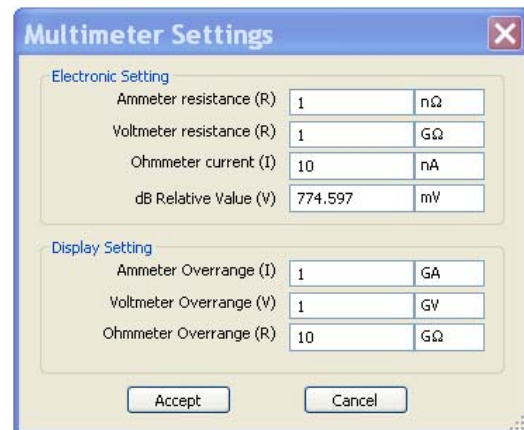 Multimeter Settings
Electronic Setting
Ammeter resistance (R) 1 nΩ
Voltmeter resistance (R) 1 GΩ
Ohmmeter current (I) 10 nA
dB Relative Value (V) 774.597 mV
Display Setting
Ammeter Overrange (I) 1 GA
Voltmeter Overrange (V) 1 GV
Ohmmeter Overrange (R) 10 GΩ
Accept Cancel